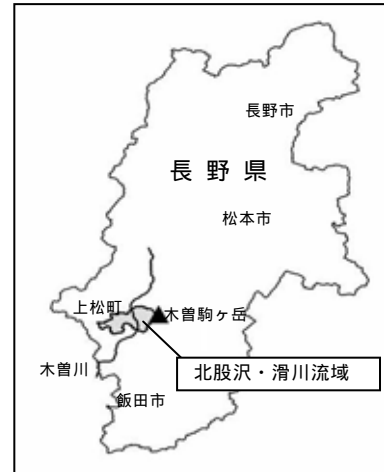 長野市
長野県
松本市
上松町
木曽駒ヶ岳
木曽川
北股沢・滑川流域
飯田市